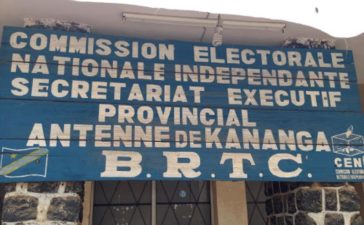 COMMISSION ELECTORALE
NATIONALE INDEPENDANTE
SECRETARIAT EXECUTIF
PROVINCIAL
ANTENNE DE KANANGA
B.R.T.C.
CENI